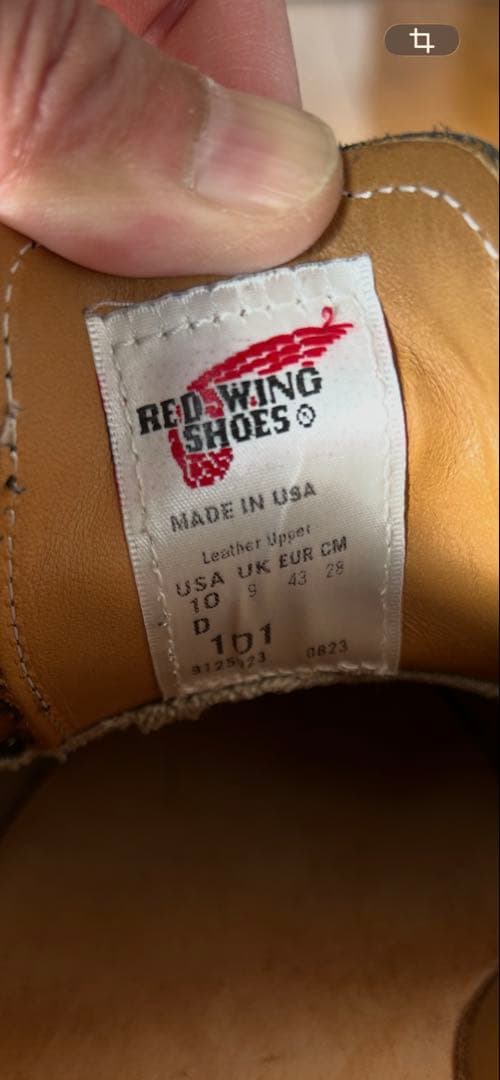 RED WING
SHOES ®
MADE IN USA
Leather Upper
USA UK EUR CM
10 9 43 28
D
101
0823